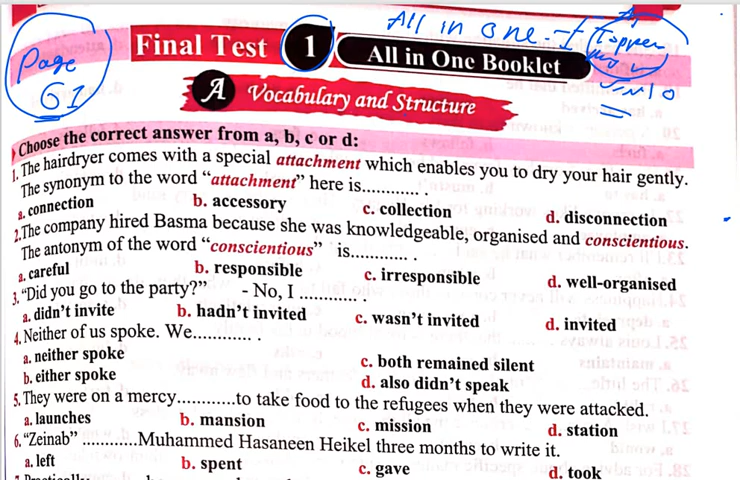 All in one - I
Topper
Page
61
Final Test 1 All in One Booklet
A Vocabulary and Structure
Choose the correct answer from a, b, c or d:
1. The hairdryer comes with a special attachment which enables you to dry your hair gently.
The synonym to the word “attachment” here is............ .
a. connection b. accessory c. collection d. disconnection
2. The company hired Basma because she was knowledgeable, organised and conscientious.
The antonym of the word “conscientious” is............ .
a. careful b. responsible c. irresponsible d. well-organised
3. “Did you go to the party?” - No, I ............ .
a. didn’t invite b. hadn’t invited c. wasn’t invited d. invited
4. Neither of us spoke. We............ .
a. neither spoke c. both remained silent
b. either spoke d. also didn’t speak
5. They were on a mercy............to take food to the refugees when they were attacked.
a. launches b. mansion c. mission d. station
6. “Zeinab” ............Muhammed Hasaneen Heikel three months to write it.
a. left b. spent c. gave d. took